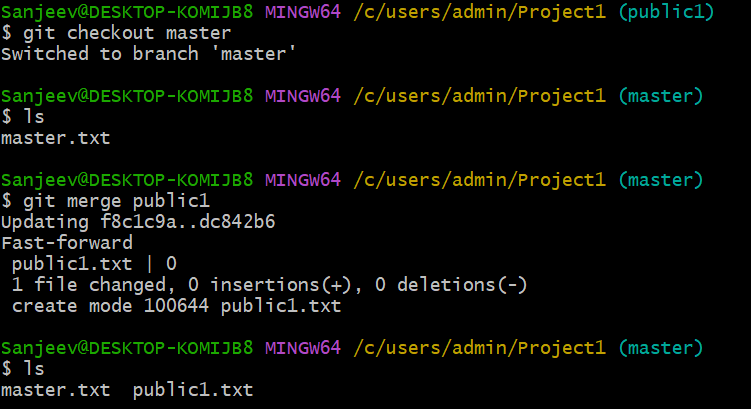 Sanjeev@DESKTOP-KOMIJB8 MINGW64 /c/users/admin/Project1 (public1)
$ git checkout master
Switched to branch 'master'
Sanjeev@DESKTOP-KOMIJB8 MINGW64 /c/users/admin/Project1 (master)
$ ls
master.txt
Sanjeev@DESKTOP-KOMIJB8 MINGW64 /c/users/admin/Project1 (master)
$ git merge public1
Updating f8c1c9a..dc842b6
Fast-forward
 public1.txt | 0
 1 file changed, 0 insertions(+), 0 deletions(-)
 create mode 100644 public1.txt
Sanjeev@DESKTOP-KOMIJB8 MINGW64 /c/users/admin/Project1 (master)
$ ls
master.txt  public1.txt